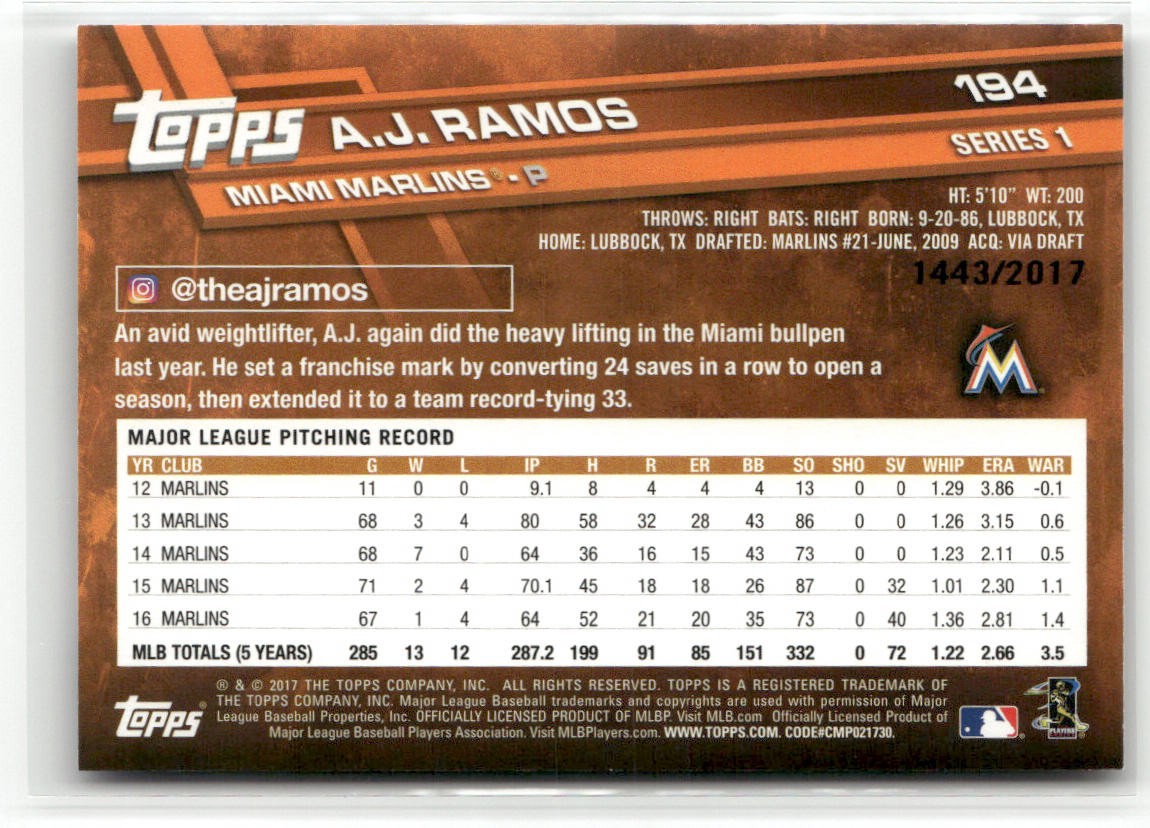 194
TOPPS A.J. RAMOS
SERIES 1
MIAMI MARLINS® - P
HT: 5'10" WT: 200
THROWS: RIGHT BATS: RIGHT BORN: 9-20-86, LUBBOCK, TX
HOME: LUBBOCK, TX DRAFTED: MARLINS #21-JUNE, 2009 ACQ: VIA DRAFT
1443/2017
@theajramos
An avid weightlifter, A.J. again did the heavy lifting in the Miami bullpen
last year. He set a franchise mark by converting 24 saves in a row to open a
season, then extended it to a team record-tying 33.
M
MAJOR LEAGUE PITCHING RECORD
YR CLUB G W L IP H R ER BB SO SHO SV WHIP ERA WAR
12 MARLINS 11 0 0 9.1 8 4 4 4 13 0 0 1.29 3.86 -0.1
13 MARLINS 68 3 4 80 58 32 28 43 86 0 0 1.26 3.15 0.6
14 MARLINS 68 7 0 64 36 16 15 43 73 0 0 1.23 2.11 0.5
15 MARLINS 71 2 4 70.1 45 18 18 26 87 0 32 1.01 2.30 1.1
16 MARLINS 67 1 4 64 52 21 20 35 73 0 40 1.36 2.81 1.4
MLB TOTALS (5 YEARS) 285 13 12 287.2 199 91 85 151 332 0 72 1.22 2.66 3.5
® & © 2017 THE TOPPS COMPANY, INC. ALL RIGHTS RESERVED. TOPPS IS A REGISTERED TRADEMARK OF
THE TOPPS COMPANY, INC. Major League Baseball trademarks and copyrights are used with permission of Major
League Baseball Properties, Inc. OFFICIALLY LICENSED PRODUCT OF MLBP. Visit MLB.com Officially Licensed Product of
Major League Baseball Players Association. Visit MLBPlayers.com. WWW.TOPPS.COM. CODE#CMP021730.
TOPPS®
PLAYERS